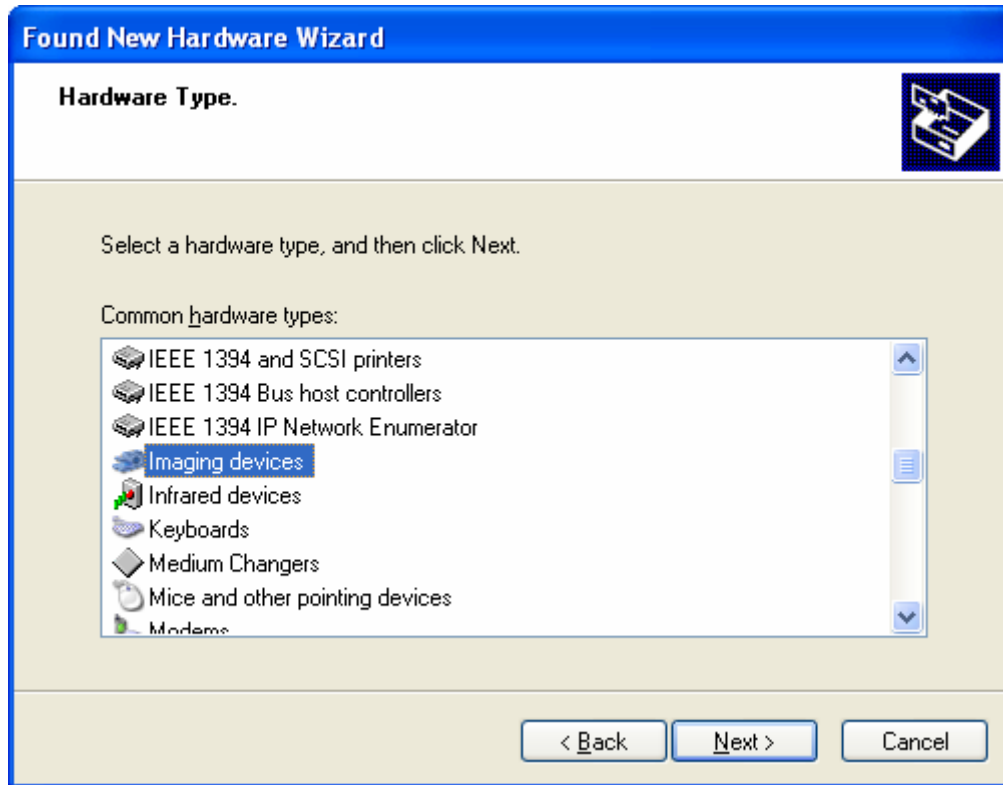 Found New Hardware Wizard
Hardware Type.
Select a hardware type, and then click Next.
Common hardware types:
IEEE 1394 and SCSI printers
IEEE 1394 Bus host controllers
IEEE 1394 IP Network Enumerator
Imaging devices
Infrared devices
Keyboards
Medium Changers
Mice and other pointing devices
Modems
< Back
Next >
Cancel